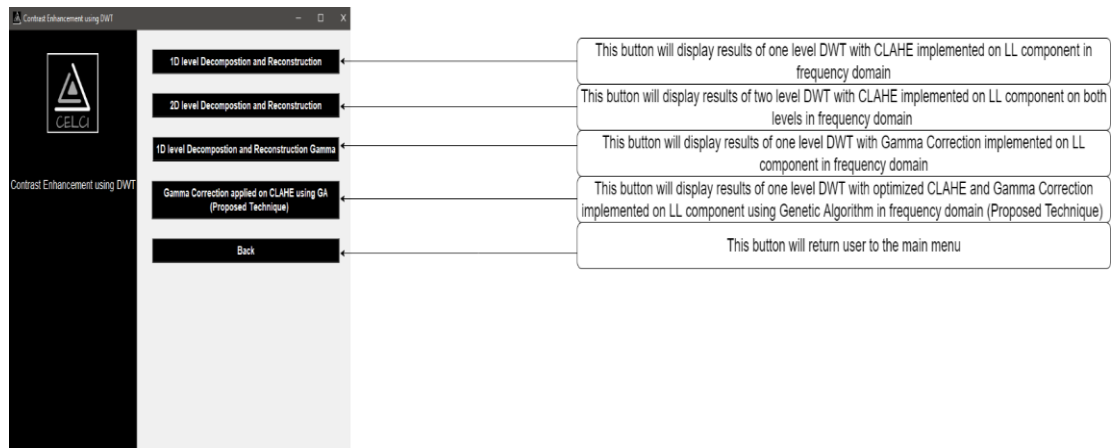 Contrast Enhancement using DWT
X
CELCI
Contrast Enhancement using DWT
1D level Decompostion and Reconstruction
2D level Decompostion and Reconstruction
1D level Decompostion and Reconstruction Gamma
Gamma Correction applied on CLAHE using GA
(Proposed Technique)
Back
This button will display results of one level DWT with CLAHE implemented on LL component in
frequency domain
This button will display results of two level DWT with CLAHE implemented on LL component on both
levels in frequency domain
This button will display results of one level DWT with Gamma Correction implemented on LL
component in frequency domain
This button will display results of one level DWT with optimized CLAHE and Gamma Correction
implemented on LL component using Genetic Algorithm in frequency domain (Proposed Technique)
This button will return user to the main menu